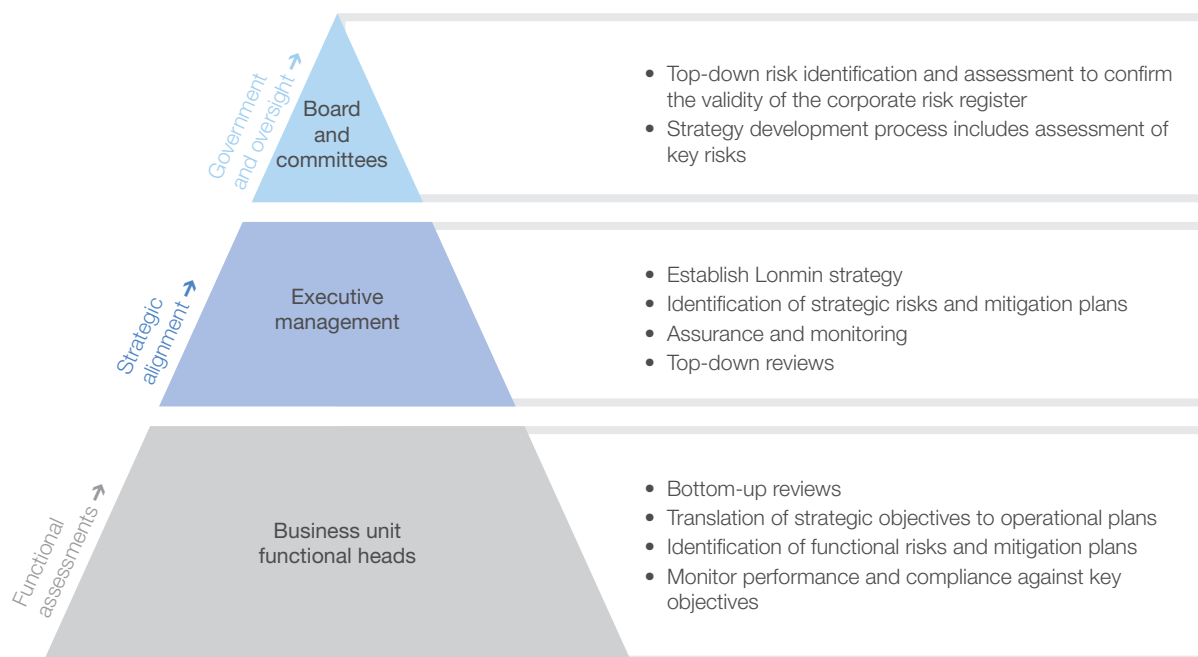 Government
and oversight
Board
and
committees
• Top-down risk identification and assessment to confirm
the validity of the corporate risk register
• Strategy development process includes assessment of
key risks
Strategic
alignment
Executive
management
• Establish Lonmin strategy
• Identification of strategic risks and mitigation plans
• Assurance and monitoring
• Top-down reviews
Functional
assessments
Business unit
functional heads
• Bottom-up reviews
• Translation of strategic objectives to operational plans
• Identification of functional risks and mitigation plans
• Monitor performance and compliance against key
objectives